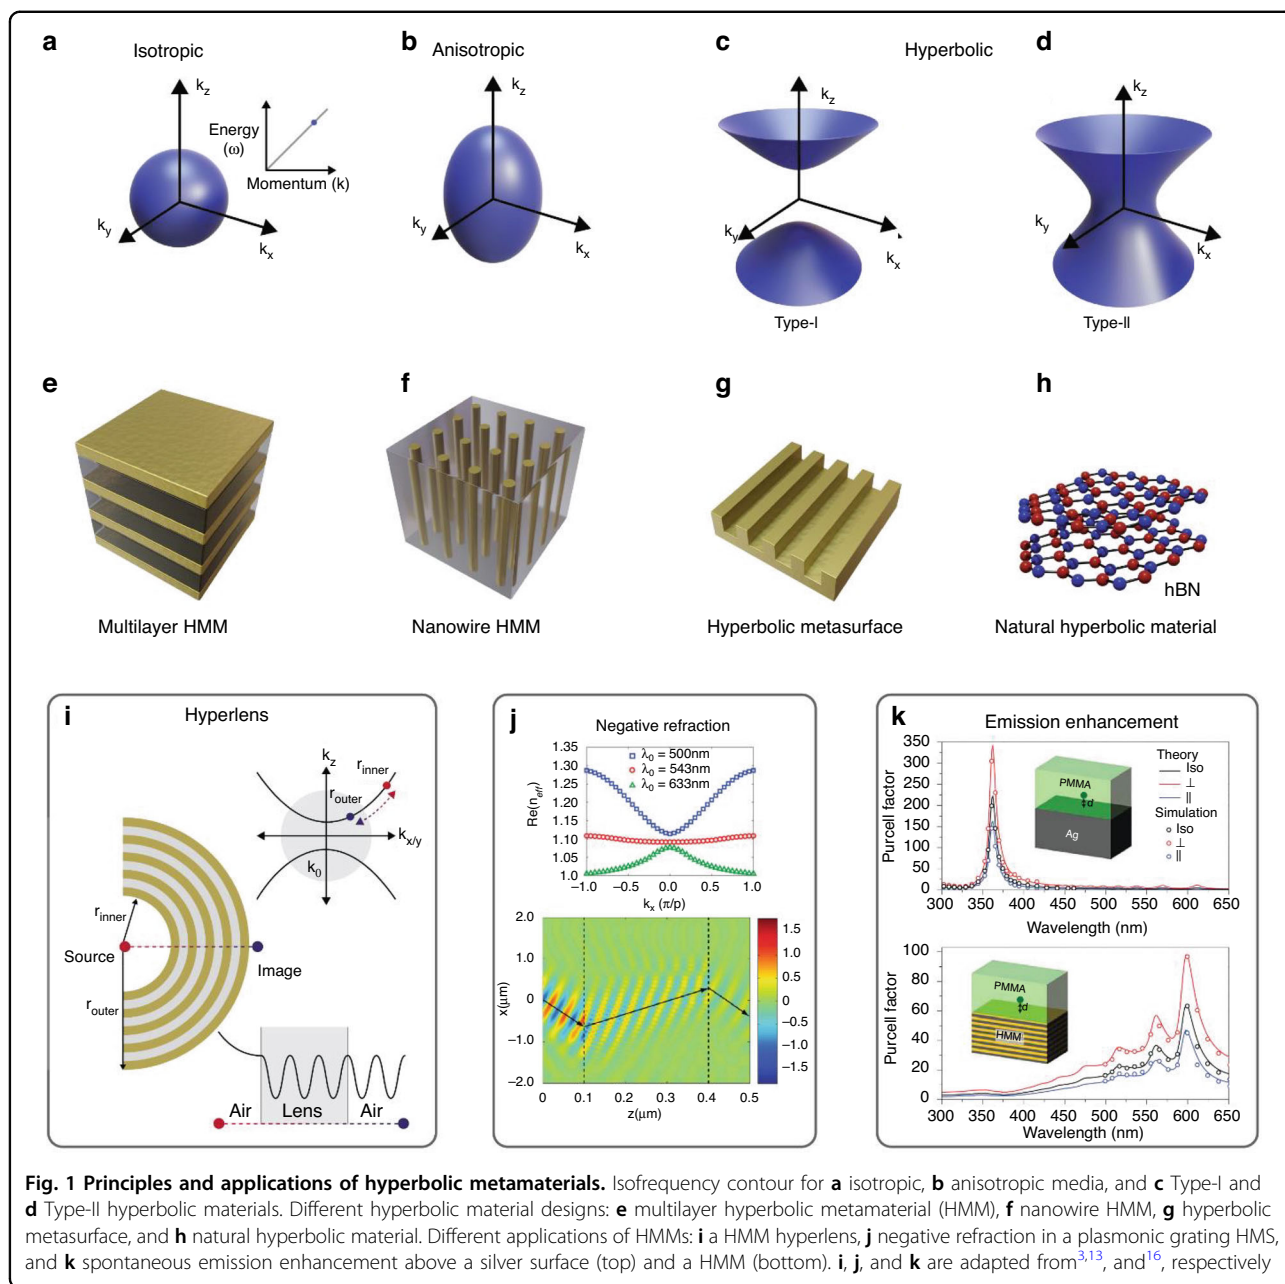 a
Isotropic
k_z
Energy
(ω)
Momentum (k)
k_y
k_x
b
Anisotropic
k_z
k_y
k_x
c
Hyperbolic
k_z
k_y
k_x
Type-I
d
k_z
k_y
k_x
Type-II
e
Multilayer HMM
f
Nanowire HMM
g
Hyperbolic metasurface
h
hBN
Natural hyperbolic material
i
Hyperlens
k_z
r_inner
r_outer
k_x/y
k_0
r_inner
Source
Image
r_outer
Air
Lens
Air
j
Negative refraction
1.35
1.30
1.20
1.20
1.10
1.10
1.05
1.0
Re(n_eff)
λ_0 = 500nm
λ_0 = 543nm
λ_0 = 633nm
−1.0
−0.5
0.0
0.5
1.0
k_x (π/p)
2.0
1.0
0
−1.0
−2.0
x(μm)
0
0.1
0.2
0.3
0.4
0.5
z(μm)
1.5
1.0
0.5
0
−0.5
−1.0
−1.5
k
Emission enhancement
350
300
250
200
150
100
50
0
Purcell factor
Theory
Iso
⊥
||
Simulation
Iso
⊥
||
PMMA
d
Ag
300
350
400
450
500
550
600
650
Wavelength (nm)
100
80
60
40
20
0
Purcell factor
PMMA
d
HMM
300
350
400
450
500
550
600
650
Wavelength (nm)
Fig. 1 Principles and applications of hyperbolic metamaterials. Isofrequency contour for a isotropic, b anisotropic media, and c Type-I and
d Type-II hyperbolic materials. Different hyperbolic material designs: e multilayer hyperbolic metamaterial (HMM), f nanowire HMM, g hyperbolic
metasurface, and h natural hyperbolic material. Different applications of HMMs: i a HMM hyperlens, j negative refraction in a plasmonic grating HMS,
and k spontaneous emission enhancement above a silver surface (top) and a HMM (bottom). i, j, and k are adapted from3,13, and16, respectively